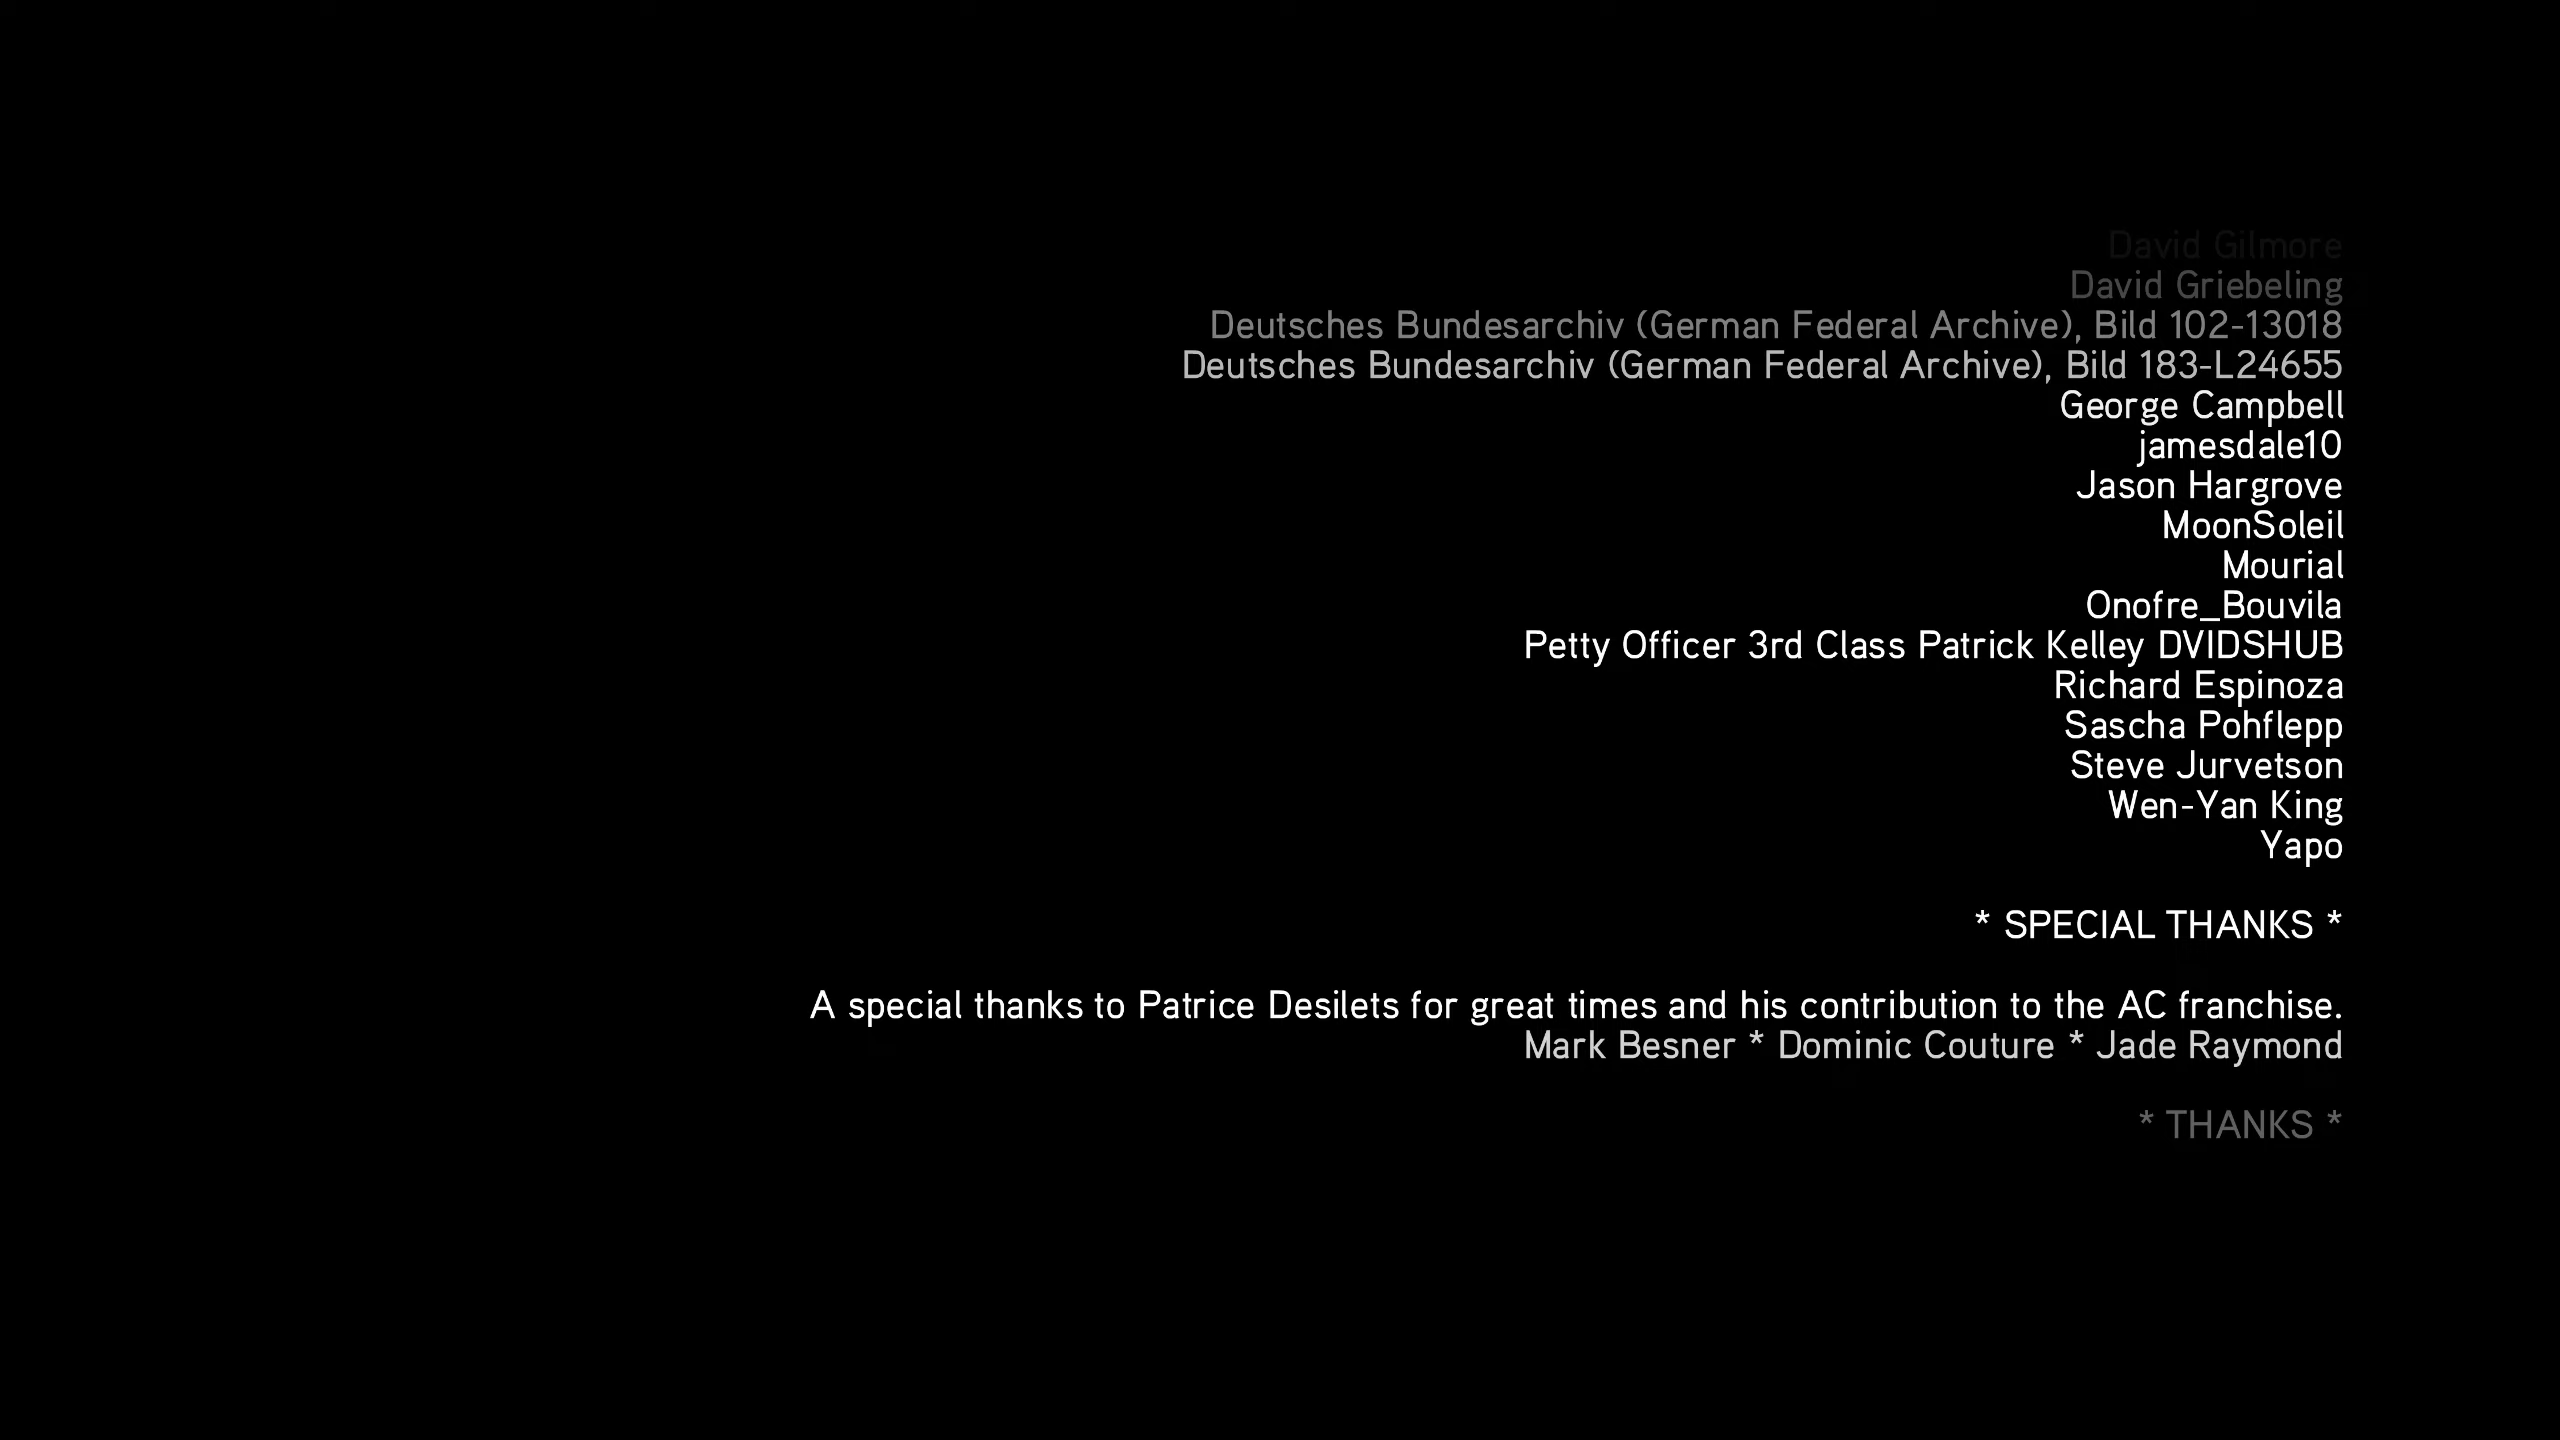 David Gilmore
David Griebeling
Deutsches Bundesarchiv (German Federal Archive), Bild 102-13018
Deutsches Bundesarchiv (German Federal Archive), Bild 183-L24655
George Campbell
jamesdale10
Jason Hargrove
MoonSoleil
Mourial
Onofre_Bouvila
Petty Officer 3rd Class Patrick Kelley DVIDSHUB
Richard Espinoza
Sascha Pohflepp
Steve Jurvetson
Wen-Yan King
Yapo
* SPECIAL THANKS *
A special thanks to Patrice Desilets for great times and his contribution to the AC franchise.
Mark Besner * Dominic Couture * Jade Raymond
* THANKS *